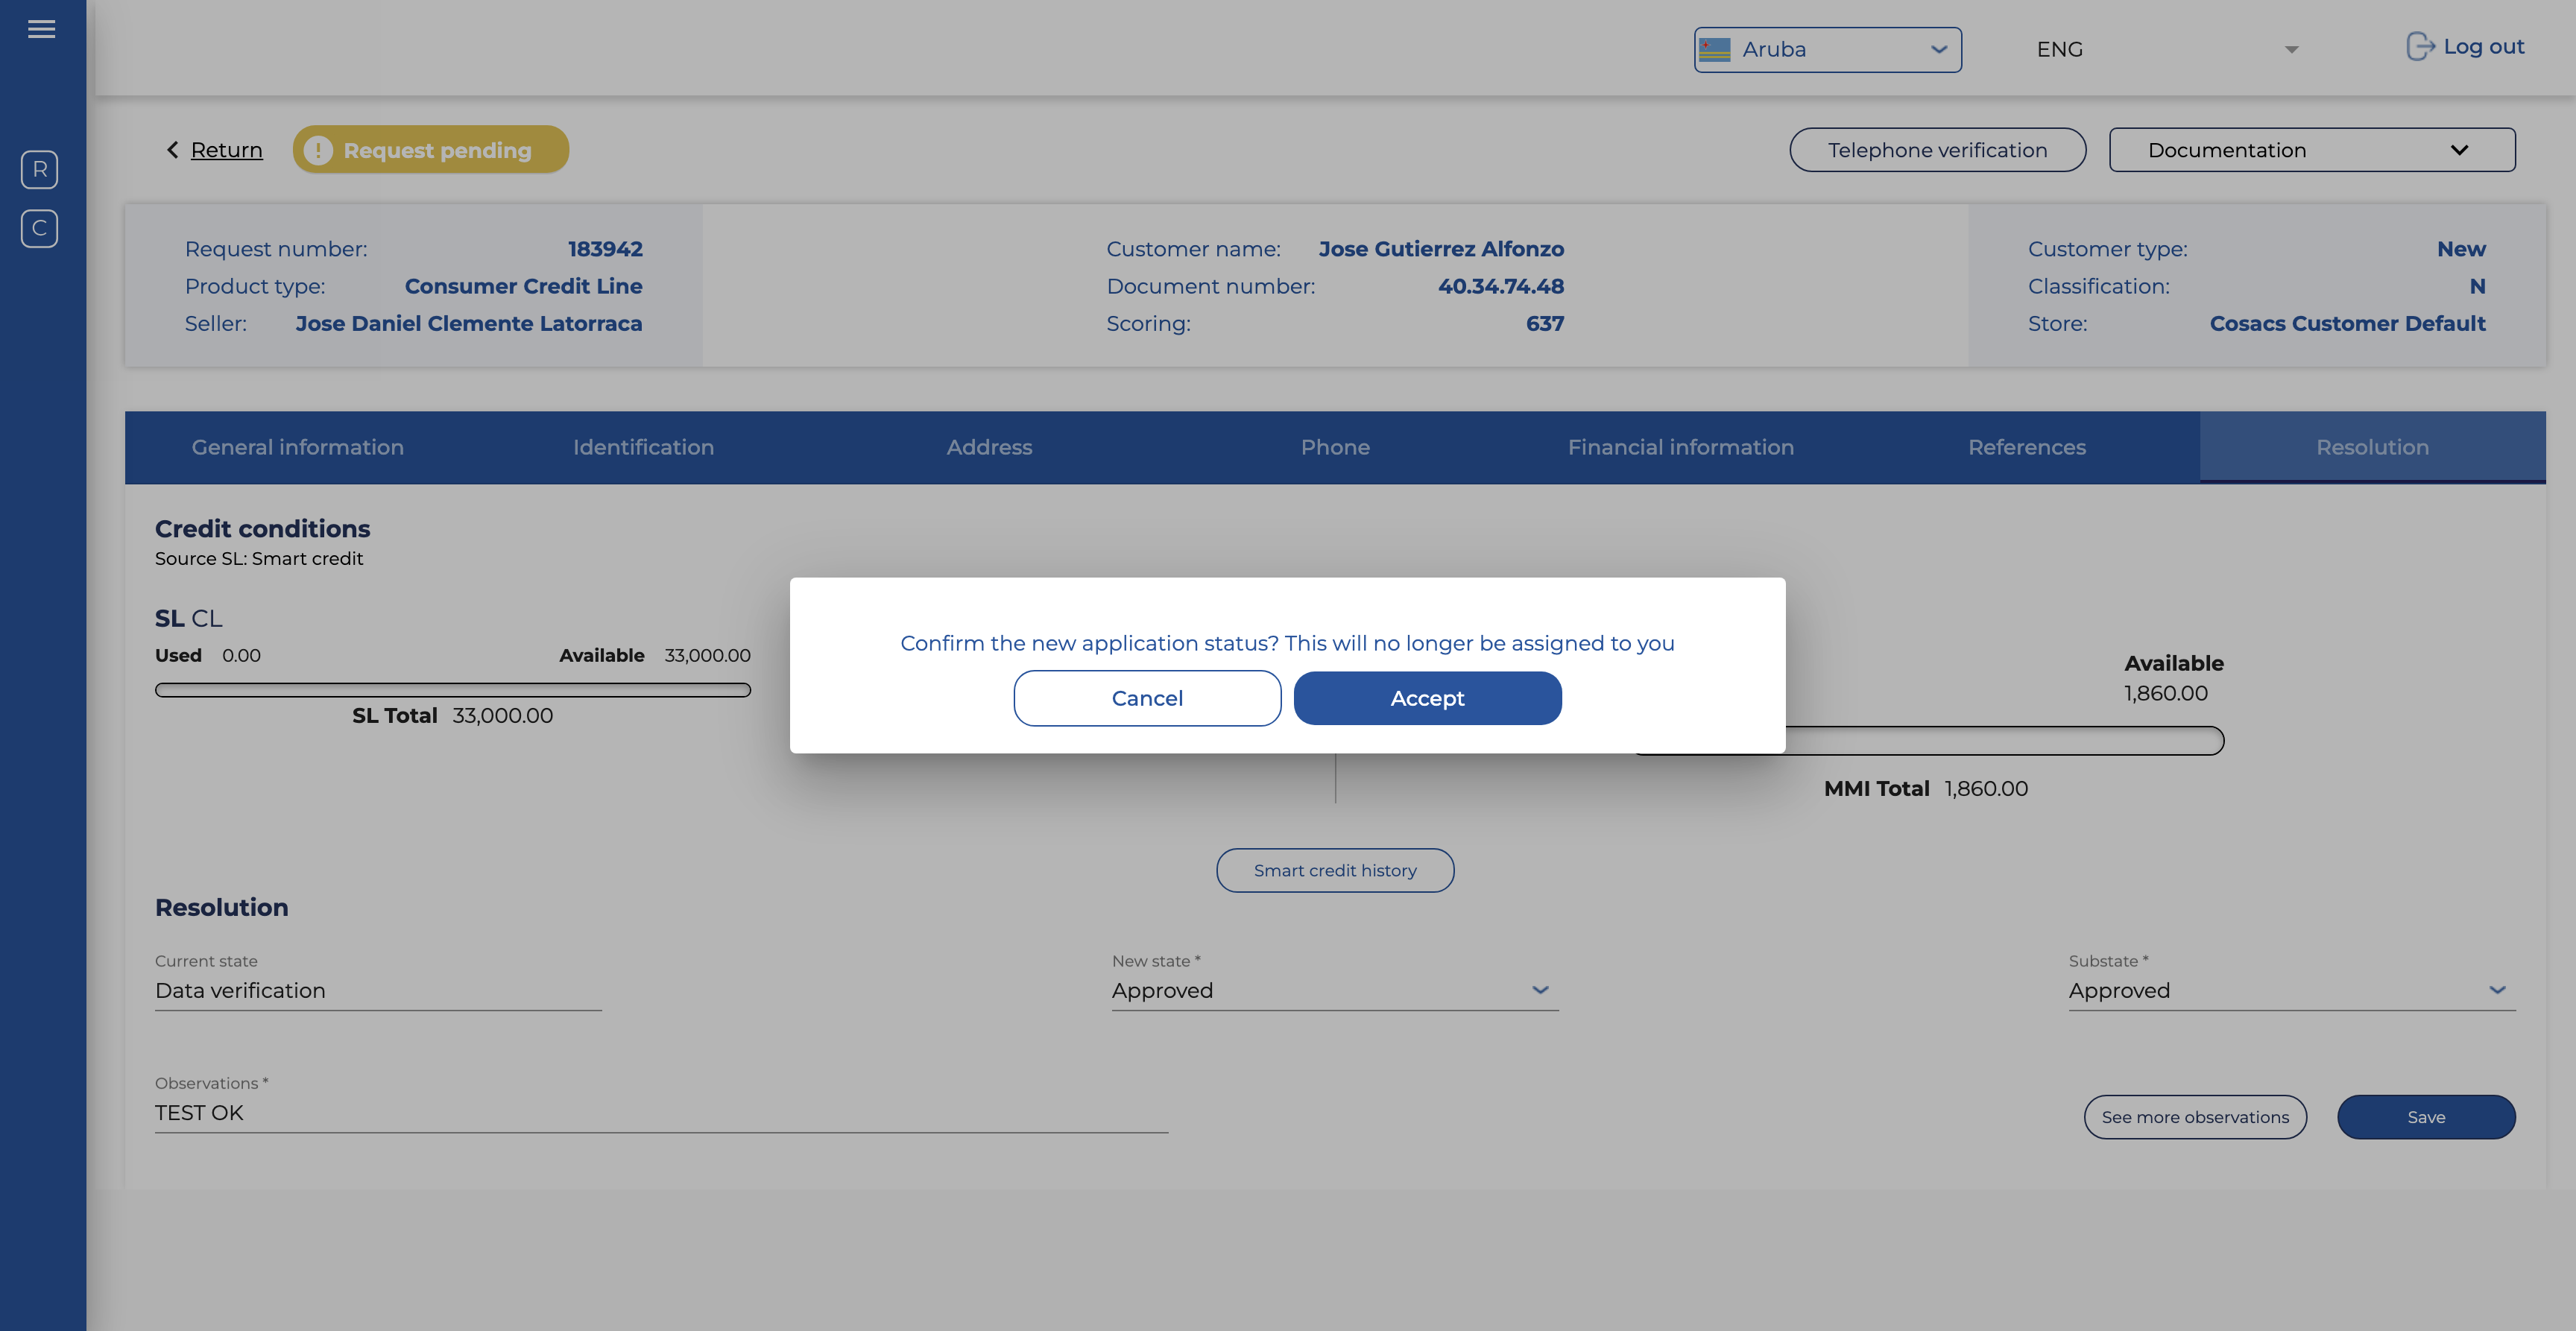 Aruba
ENG
Log out
R
C
Return
Request pending
Telephone verification
Documentation
Request number: 183942
Product type: Consumer Credit Line
Seller: Jose Daniel Clemente Latorraca
Customer name: Jose Gutierrez Alfonzo
Document number: 40.34.74.48
Scoring: 637
Customer type: New
Classification: N
Store: Cosacs Customer Default
General information
Identification
Address
Phone
Financial information
References
Resolution
Credit conditions
Source SL: Smart credit
SL CL
Used 0.00 Available 33,000.00
SL Total 33,000.00
Confirm the new application status? This will no longer be assigned to you
Cancel
Accept
Available
1,860.00
MMI Total 1,860.00
Smart credit history
Resolution
Current state
Data verification
New state *
Approved
Substate *
Approved
Observations *
TEST OK
See more observations
Save